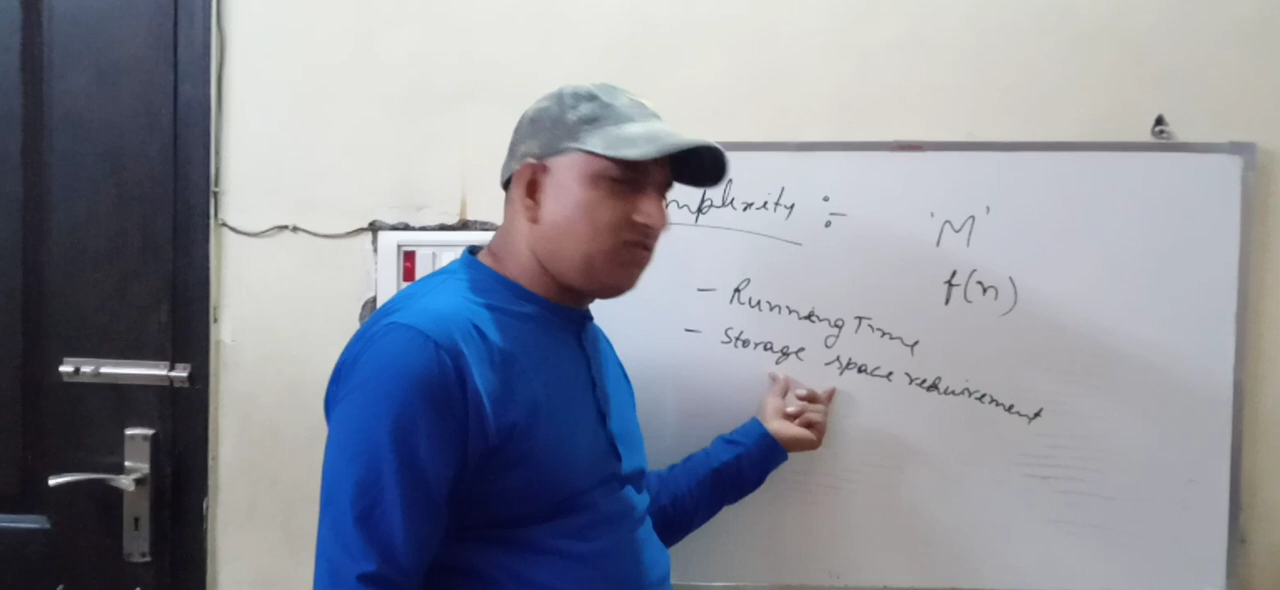 mplexity :-
'M'
f(n)
- Running Time
- Storage space requirement